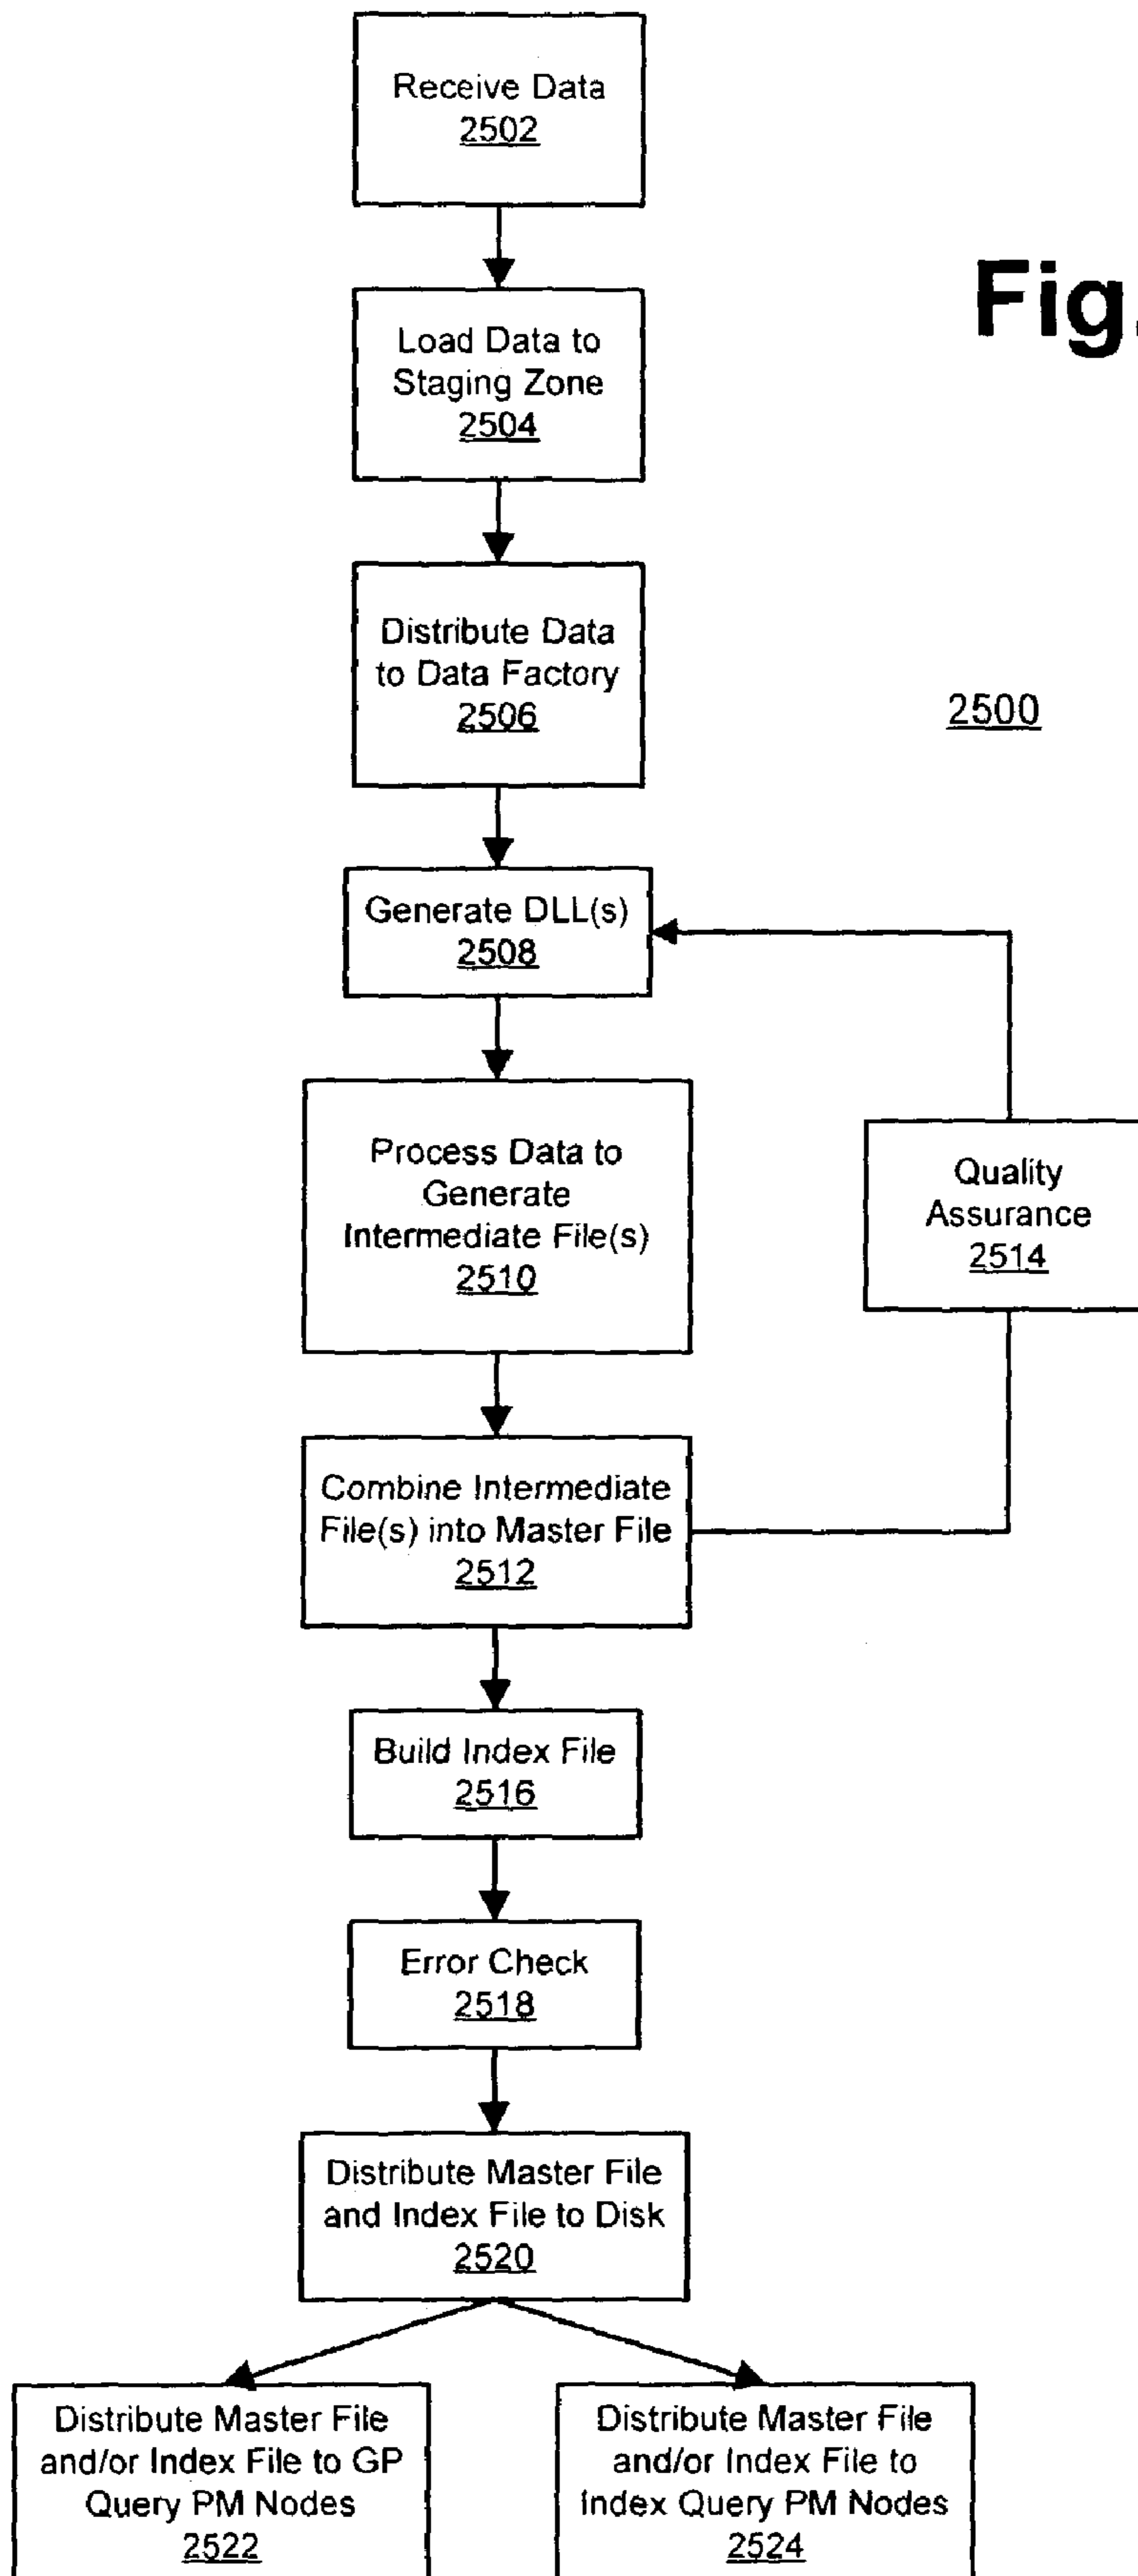 Receive Data
2502
Fig.
Load Data to
Staging Zone
2504
Distribute Data
to Data Factory
2506
2500
Generate DLL(s)
2508
Process Data to
Generate
Intermediate File(s)
2510
Quality
Assurance
2514
Combine Intermediate
File(s) into Master File
2512
Build Index File
2516
Error Check
2518
Distribute Master File
and Index File to Disk
2520
Distribute Master File
and/or Index File to GP
Query PM Nodes
2522
Distribute Master File
and/or Index File to
Index Query PM Nodes
2524